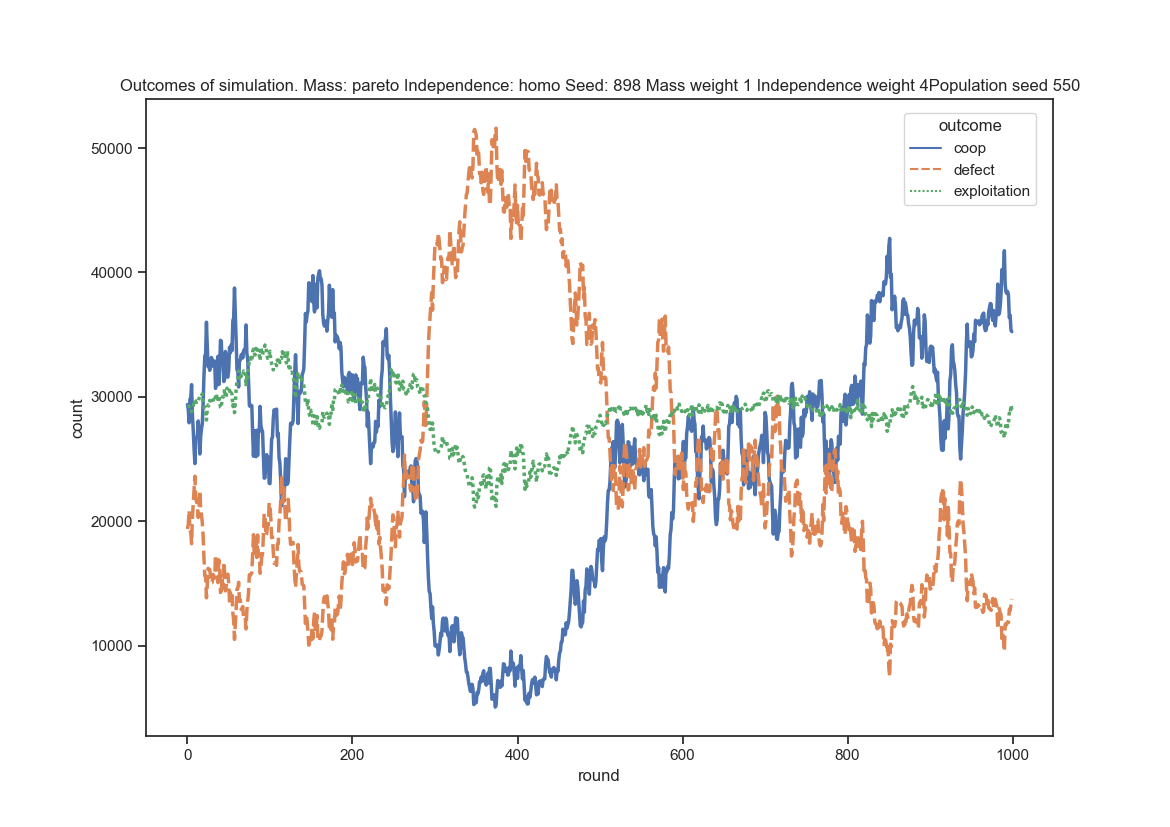 Outcomes of simulation. Mass: pareto Independence: homo Seed: 898 Mass weight 1 Independence weight 4Population seed 550
outcome
coop
defect
exploitation
50000
40000
30000
20000
10000
count
0 200 400 600 800 1000
round